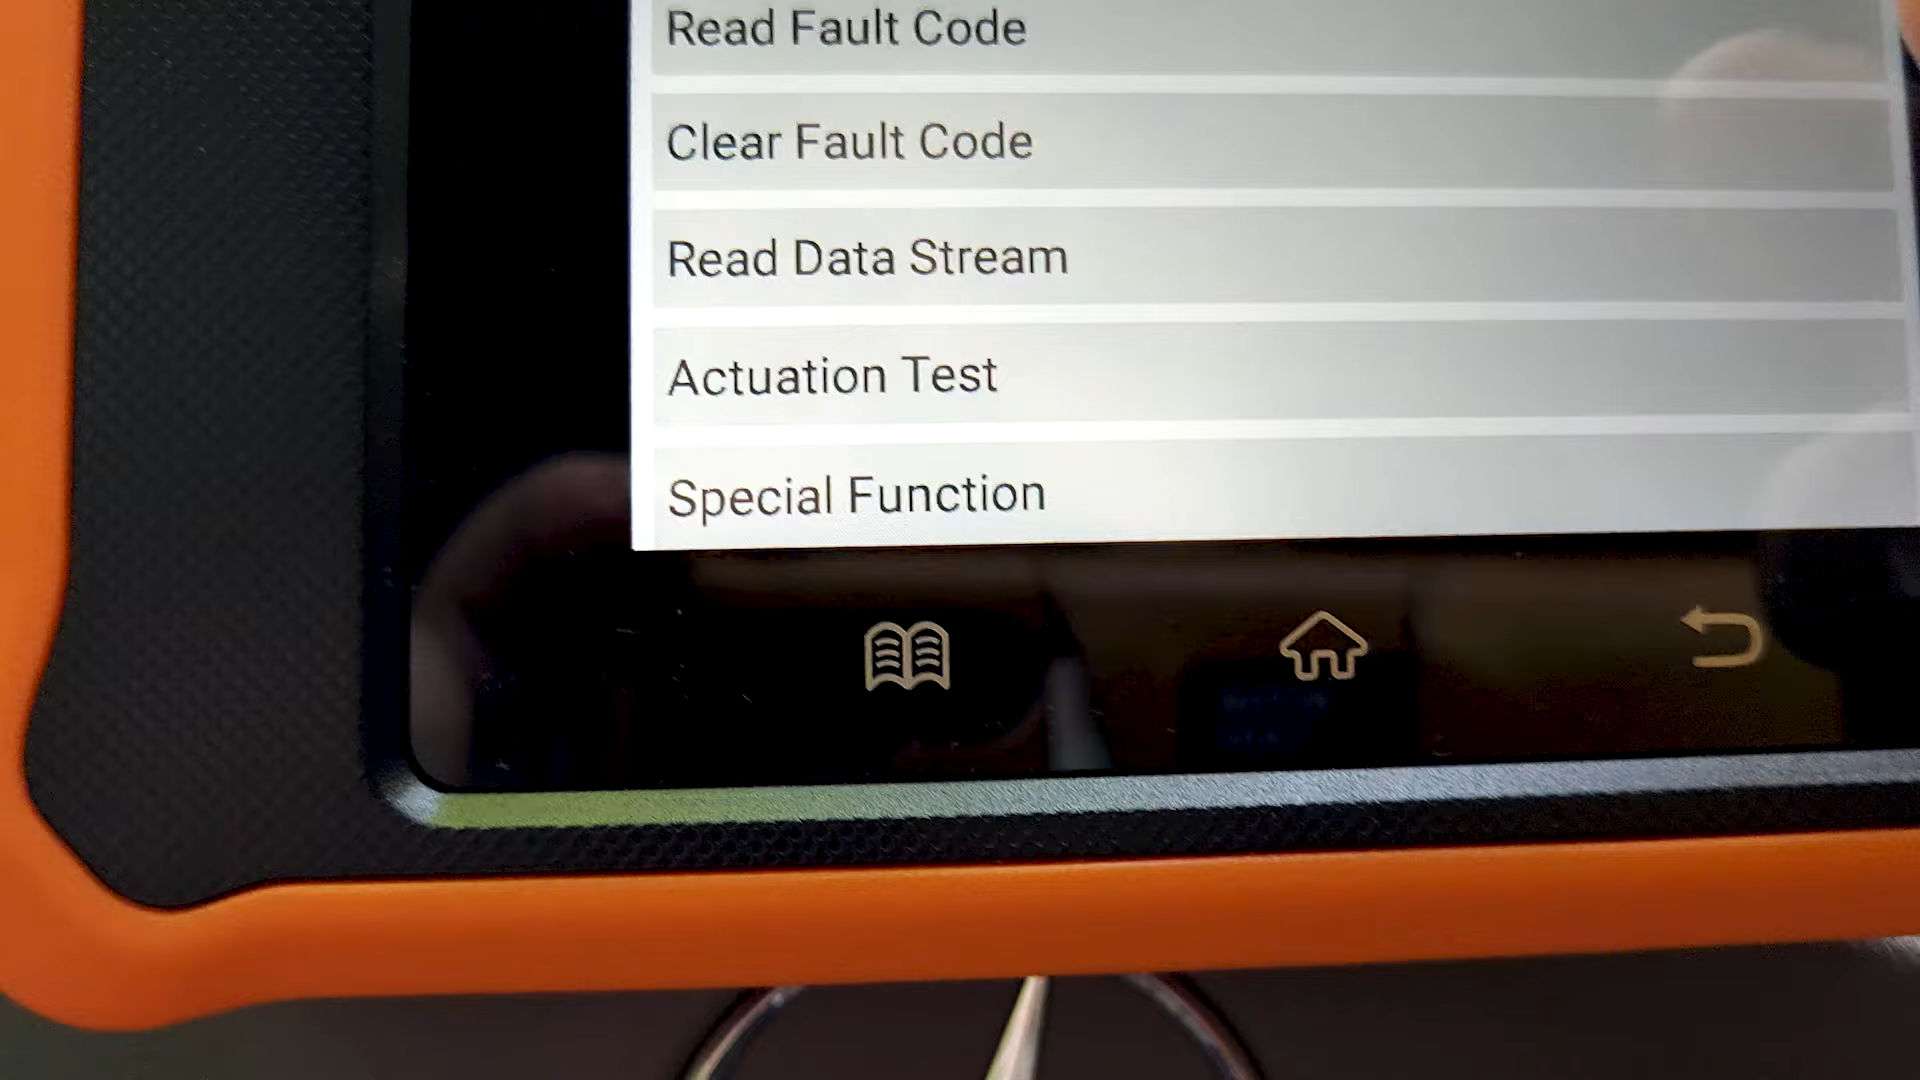 Read Fault Code
Clear Fault Code
Read Data Stream
Actuation Test
Special Function